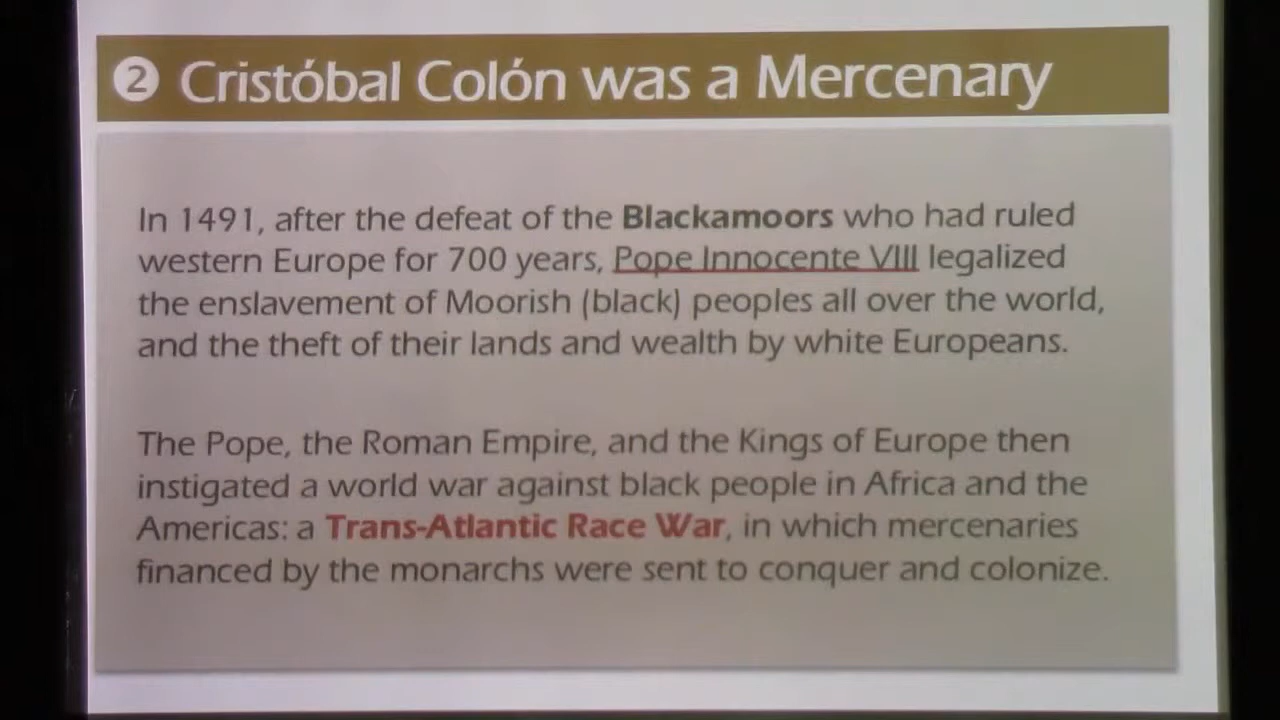 2 Cristóbal Colón was a Mercenary
In 1491, after the defeat of the Blackamoors who had ruled
western Europe for 700 years, Pope Innocente VIII legalized
the enslavement of Moorish (black) peoples all over the world,
and the theft of their lands and wealth by white Europeans.
The Pope, the Roman Empire, and the Kings of Europe then
instigated a world war against black people in Africa and the
Americas: a Trans-Atlantic Race War, in which mercenaries
financed by the monarchs were sent to conquer and colonize.